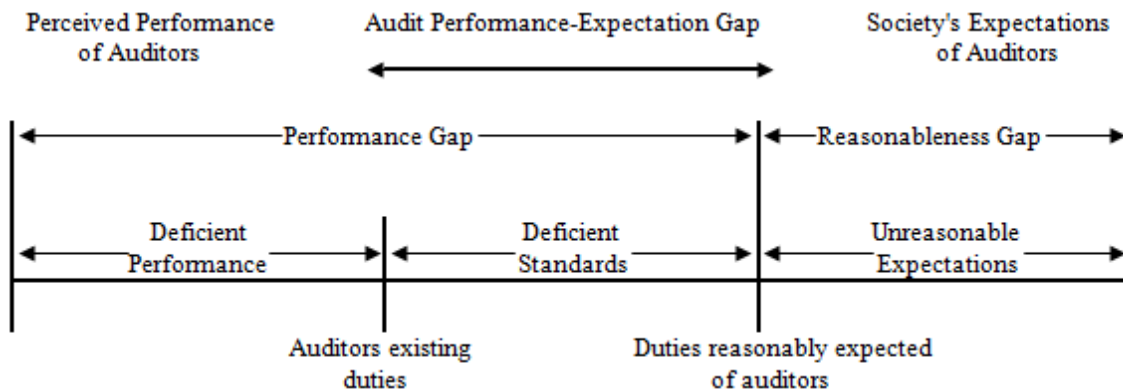 Perceived Performance
of Auditors
Audit Performance-Expectation Gap
Society's Expectations
of Auditors
Performance Gap
Reasonableness Gap
Deficient
Performance
Deficient
Standards
Unreasonable
Expectations
Auditors existing
duties
Duties reasonably expected
of auditors